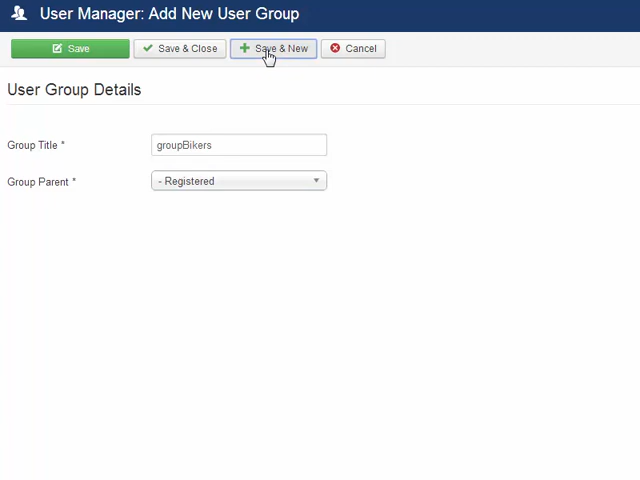 User Manager: Add New User Group
Save Save & Close Save & New Cancel
User Group Details
Group Title * groupBikers
Group Parent * - Registered